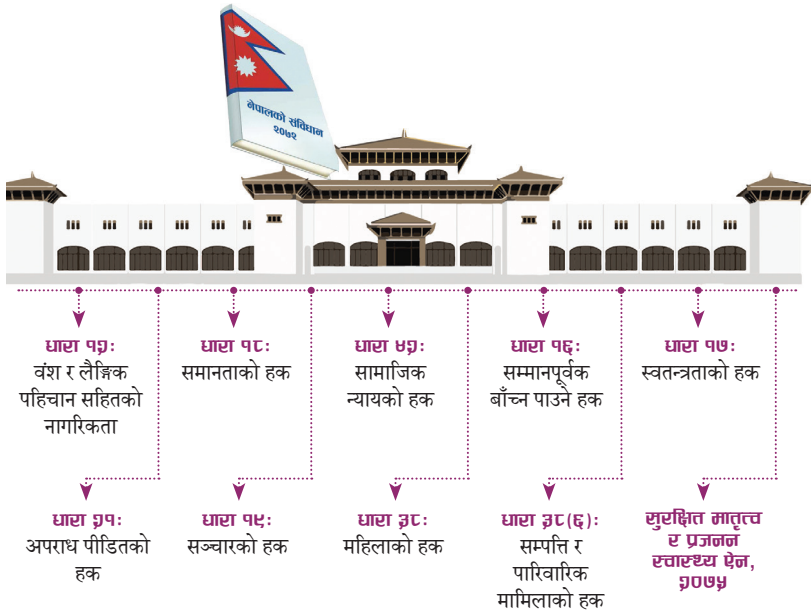 नेपालको संविधान
२०७२
धारा १२:
वंश र लैङ्गिक
पहिचान सहितको
नागरिकता
धारा १८:
समानताको हक
धारा ४२:
सामाजिक
न्यायको हक
धारा १६:
सम्मानपूर्वक
बाँच्न पाउने हक
धारा १७:
स्वतन्त्रताको हक
धारा २१:
अपराध पीडितको
हक
धारा १९:
सञ्चारको हक
धारा ३८:
महिलाको हक
धारा ३८(६):
सम्पत्ति र
पारिवारिक
मामिलाको हक
सुरक्षित मातृत्व
र प्रजनन
स्वास्थ्य ऐन,
२०७५